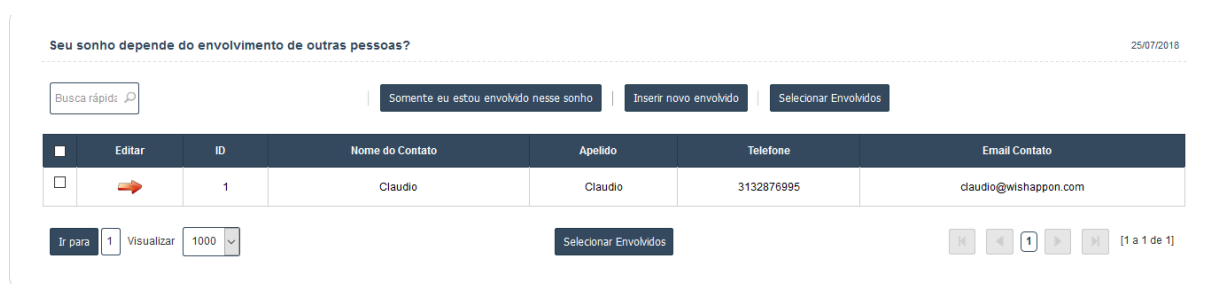 Seu sonho depende do envolvimento de outras pessoas? 25/07/2018
Busca rápida Somente eu estou envolvido nesse sonho Inserir novo envolvido Selecionar Envolvidos
Editar ID Nome do Contato Apelido Telefone Email Contato
1 Claudio Claudio 3132876995 claudio@wishappon.com
Ir para 1 Visualizar 1000 Selecionar Envolvidos 1 [1 a 1 de 1]